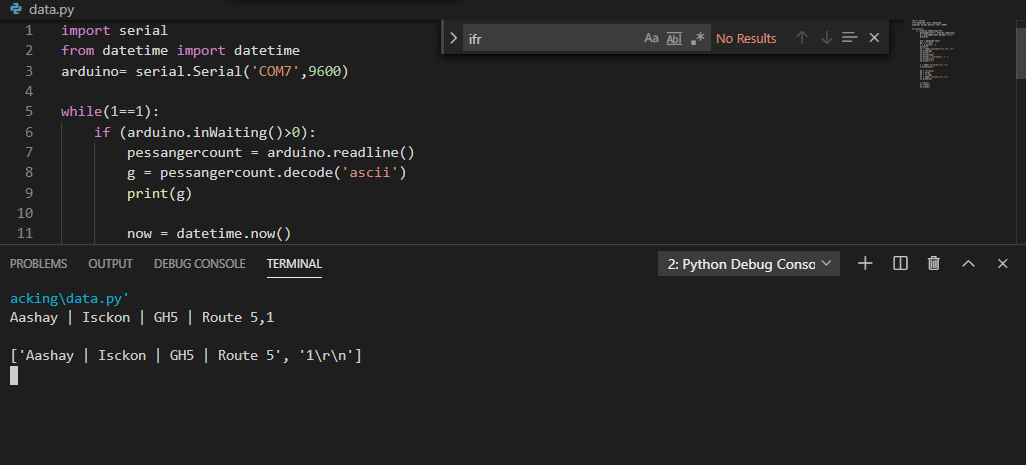 data.py
1 import serial
2 from datetime import datetime
3 arduino= serial.Serial('COM7',9600)
4
5 while(1==1):
6 if (arduino.inWaiting()>0):
7 pessangercount = arduino.readline()
8 g = pessangercount.decode('ascii')
9 print(g)
10
11 now = datetime.now()
ifr Aa Abl .* No Results
PROBLEMS OUTPUT DEBUG CONSOLE TERMINAL 2: Python Debug Conso
acking\data.py'
Aashay | Isckon | GH5 | Route 5,1
['Aashay | Isckon | GH5 | Route 5', '1\r\n']